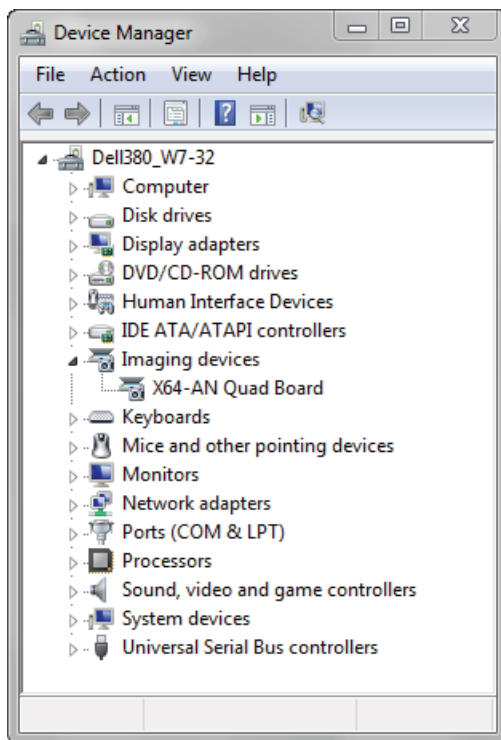 Device Manager
File Action View Help
Dell380_W7-32
Computer
Disk drives
Display adapters
DVD/CD-ROM drives
Human Interface Devices
IDE ATA/ATAPI controllers
Imaging devices
X64-AN Quad Board
Keyboards
Mice and other pointing devices
Monitors
Network adapters
Ports (COM & LPT)
Processors
Sound, video and game controllers
System devices
Universal Serial Bus controllers